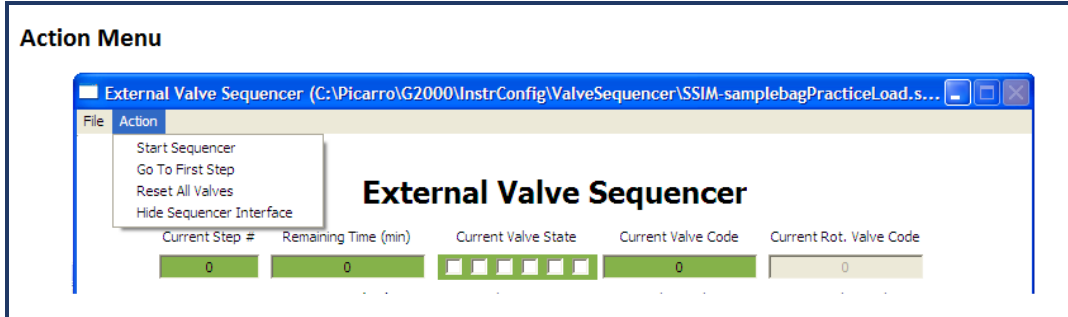 Action Menu
External Valve Sequencer (C:\Picarro\G2000\InstrConfig\ValveSequencer\SSIM-samplebagPracticeLoad.s...
File Action
Start Sequencer
Go To First Step
Reset All Valves
Hide Sequencer Interface
External Valve Sequencer
Current Step # Remaining Time (min) Current Valve State Current Valve Code Current Rot. Valve Code
0 0 0 0